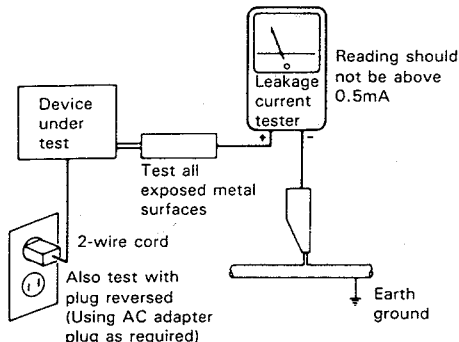 Device
under
test
Leakage
current
tester
+ -
Reading should
not be above
0.5mA
Test all
exposed metal
surfaces
2-wire cord
Also test with
plug reversed
(Using AC adapter
plug as required)
Earth
ground